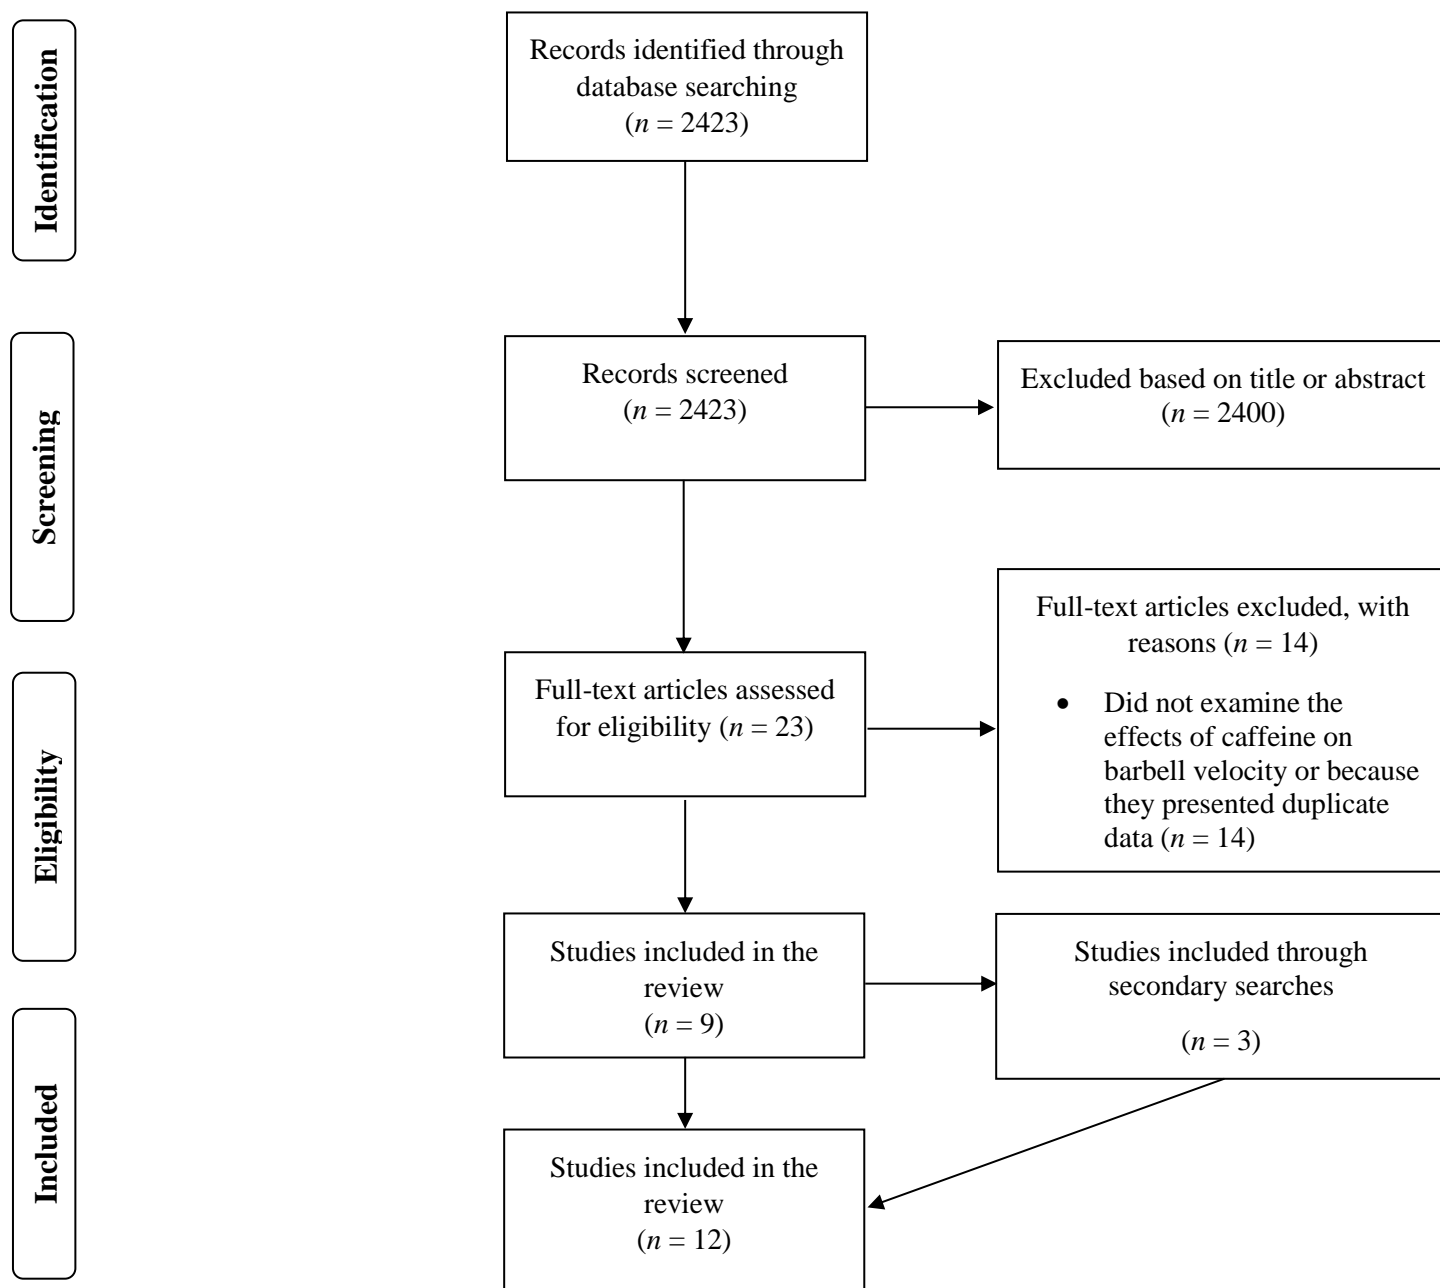 Identification
Records identified through
database searching
(n = 2423)
Screening
Records screened
(n = 2423)
Excluded based on title or abstract
(n = 2400)
Eligibility
Full-text articles assessed
for eligibility (n = 23)
Full-text articles excluded, with
reasons (n = 14)
• Did not examine the
effects of caffeine on
barbell velocity or because
they presented duplicate
data (n = 14)
Studies included in the
review
(n = 9)
Studies included through
secondary searches
(n = 3)
Included
Studies included in the
review
(n = 12)